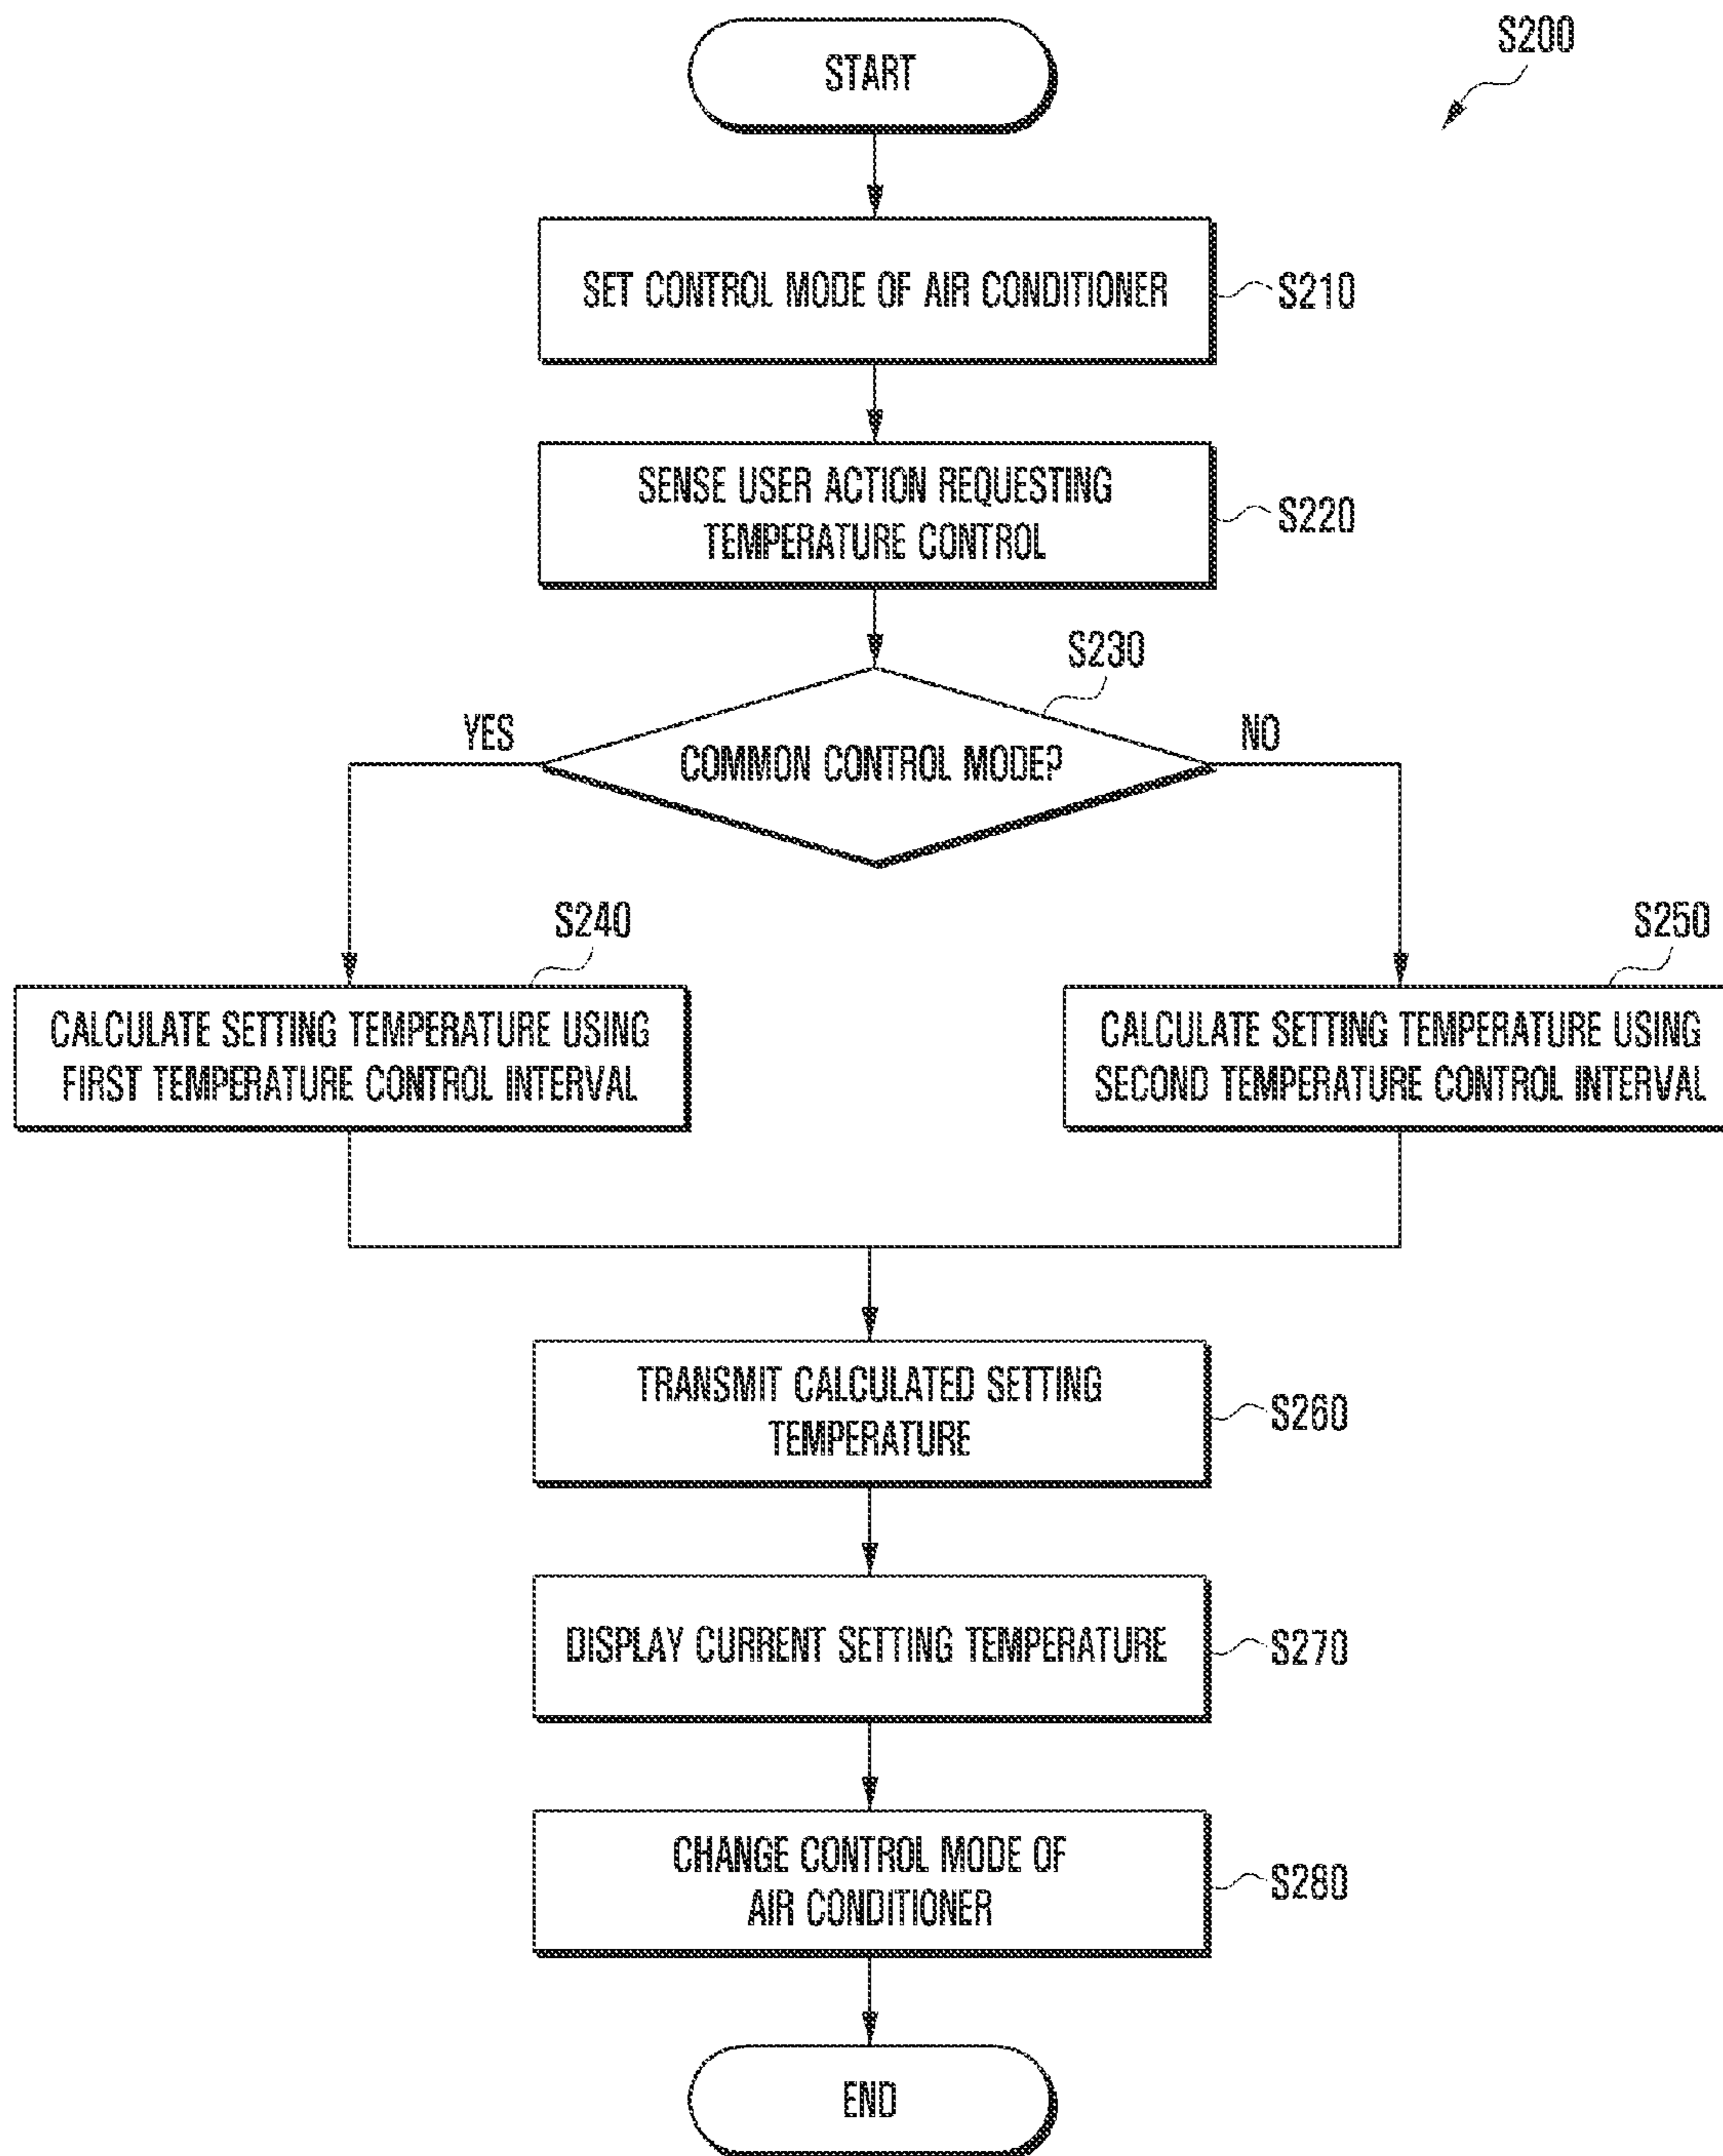 S200
START
SET CONTROL MODE OF AIR CONDITIONER
S210
SENSE USER ACTION REQUESTING
TEMPERATURE CONTROL
S220
S230
YES
COMMON CONTROL MODE?
NO
S240
CALCULATE SETTING TEMPERATURE USING
FIRST TEMPERATURE CONTROL INTERVAL
S250
CALCULATE SETTING TEMPERATURE USING
SECOND TEMPERATURE CONTROL INTERVAL
TRANSMIT CALCULATED SETTING
TEMPERATURE
S260
DISPLAY CURRENT SETTING TEMPERATURE
S270
CHANGE CONTROL MODE OF
AIR CONDITIONER
S280
END